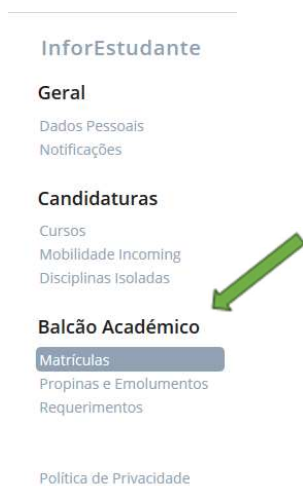 InforEstudante
Geral
Dados Pessoais
Notificações
Candidaturas
Cursos
Mobilidade Incoming
Disciplinas Isoladas
Balcão Académico
Matrículas
Propinas e Emolumentos
Requerimentos
Política de Privacidade